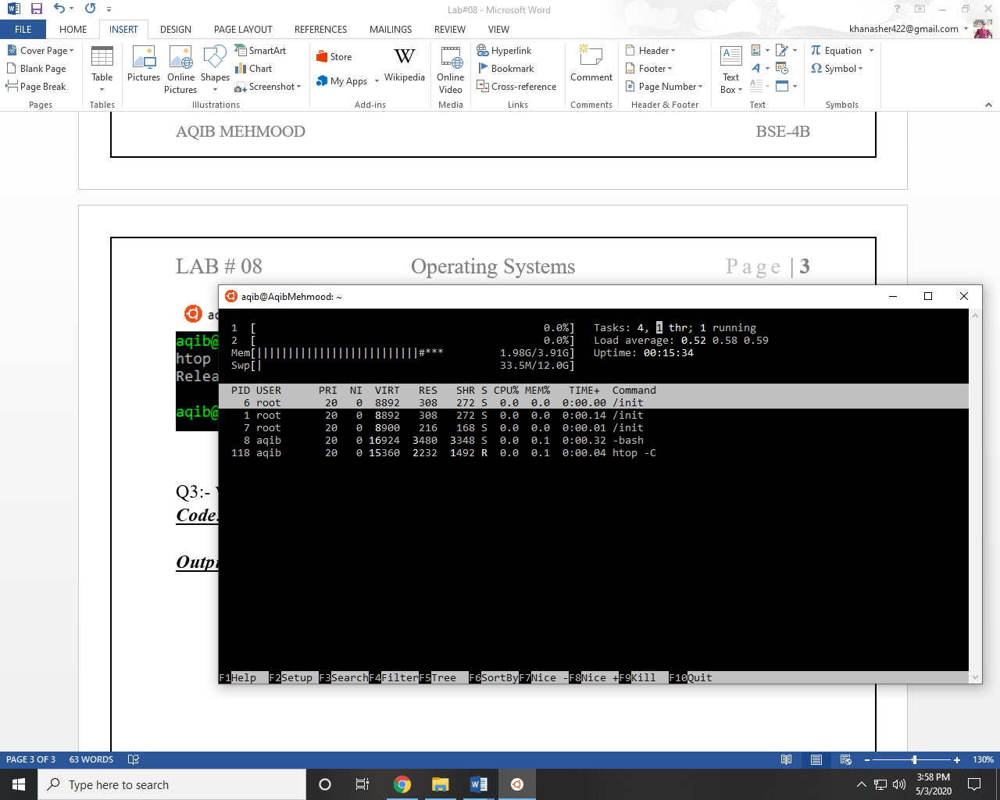 Lab#08 - Microsoft Word
FILE HOME INSERT DESIGN PAGE LAYOUT REFERENCES MAILINGS REVIEW VIEW khanasher422@gmail.com
Cover Page
Blank Page
Page Break
Pages
Table
Tables
Pictures
Online Pictures
Shapes
SmartArt
Chart
Screenshot
Illustrations
Store
My Apps
Wikipedia
Add-ins
Online Video
Media
Hyperlink
Bookmark
Cross-reference
Links
Comment
Comments
Header
Footer
Page Number
Header & Footer
Text Box
Text
Equation
Symbol
Symbols
AQIB MEHMOOD BSE-4B
LAB # 08 Operating Systems Page | 3
aqib@
htop
Relea
aqib@
Q3:-
Code:
aqib@AqibMehmood: ~
1 [ 0.0%] Tasks: 4, 1 thr; 1 running
2 [ 0.0%] Load average: 0.52 0.58 0.59
Mem[||||||||||||||||||||||||||#*** 1.98G/3.91G] Uptime: 00:15:34
Swp[| 33.5M/12.0G]
PID USER PRI NI VIRT RES SHR S CPU% MEM% TIME+ Command
6 root 20 0 8892 308 272 S 0.0 0.0 0:00.00 /init
1 root 20 0 8892 308 272 S 0.0 0.0 0:00.14 /init
7 root 20 0 8900 216 168 S 0.0 0.0 0:00.01 /init
8 aqib 20 0 16924 3480 3348 S 0.0 0.1 0:00.32 -bash
118 aqib 20 0 15360 2232 1492 R 0.0 0.1 0:00.04 htop -C
F1Help F2Setup F3SearchF4FilterF5Tree F6SortByF7Nice -F8Nice +F9Kill F10Quit
PAGE 3 OF 3 63 WORDS 130%
Type here to search
3:58 PM
5/3/2020